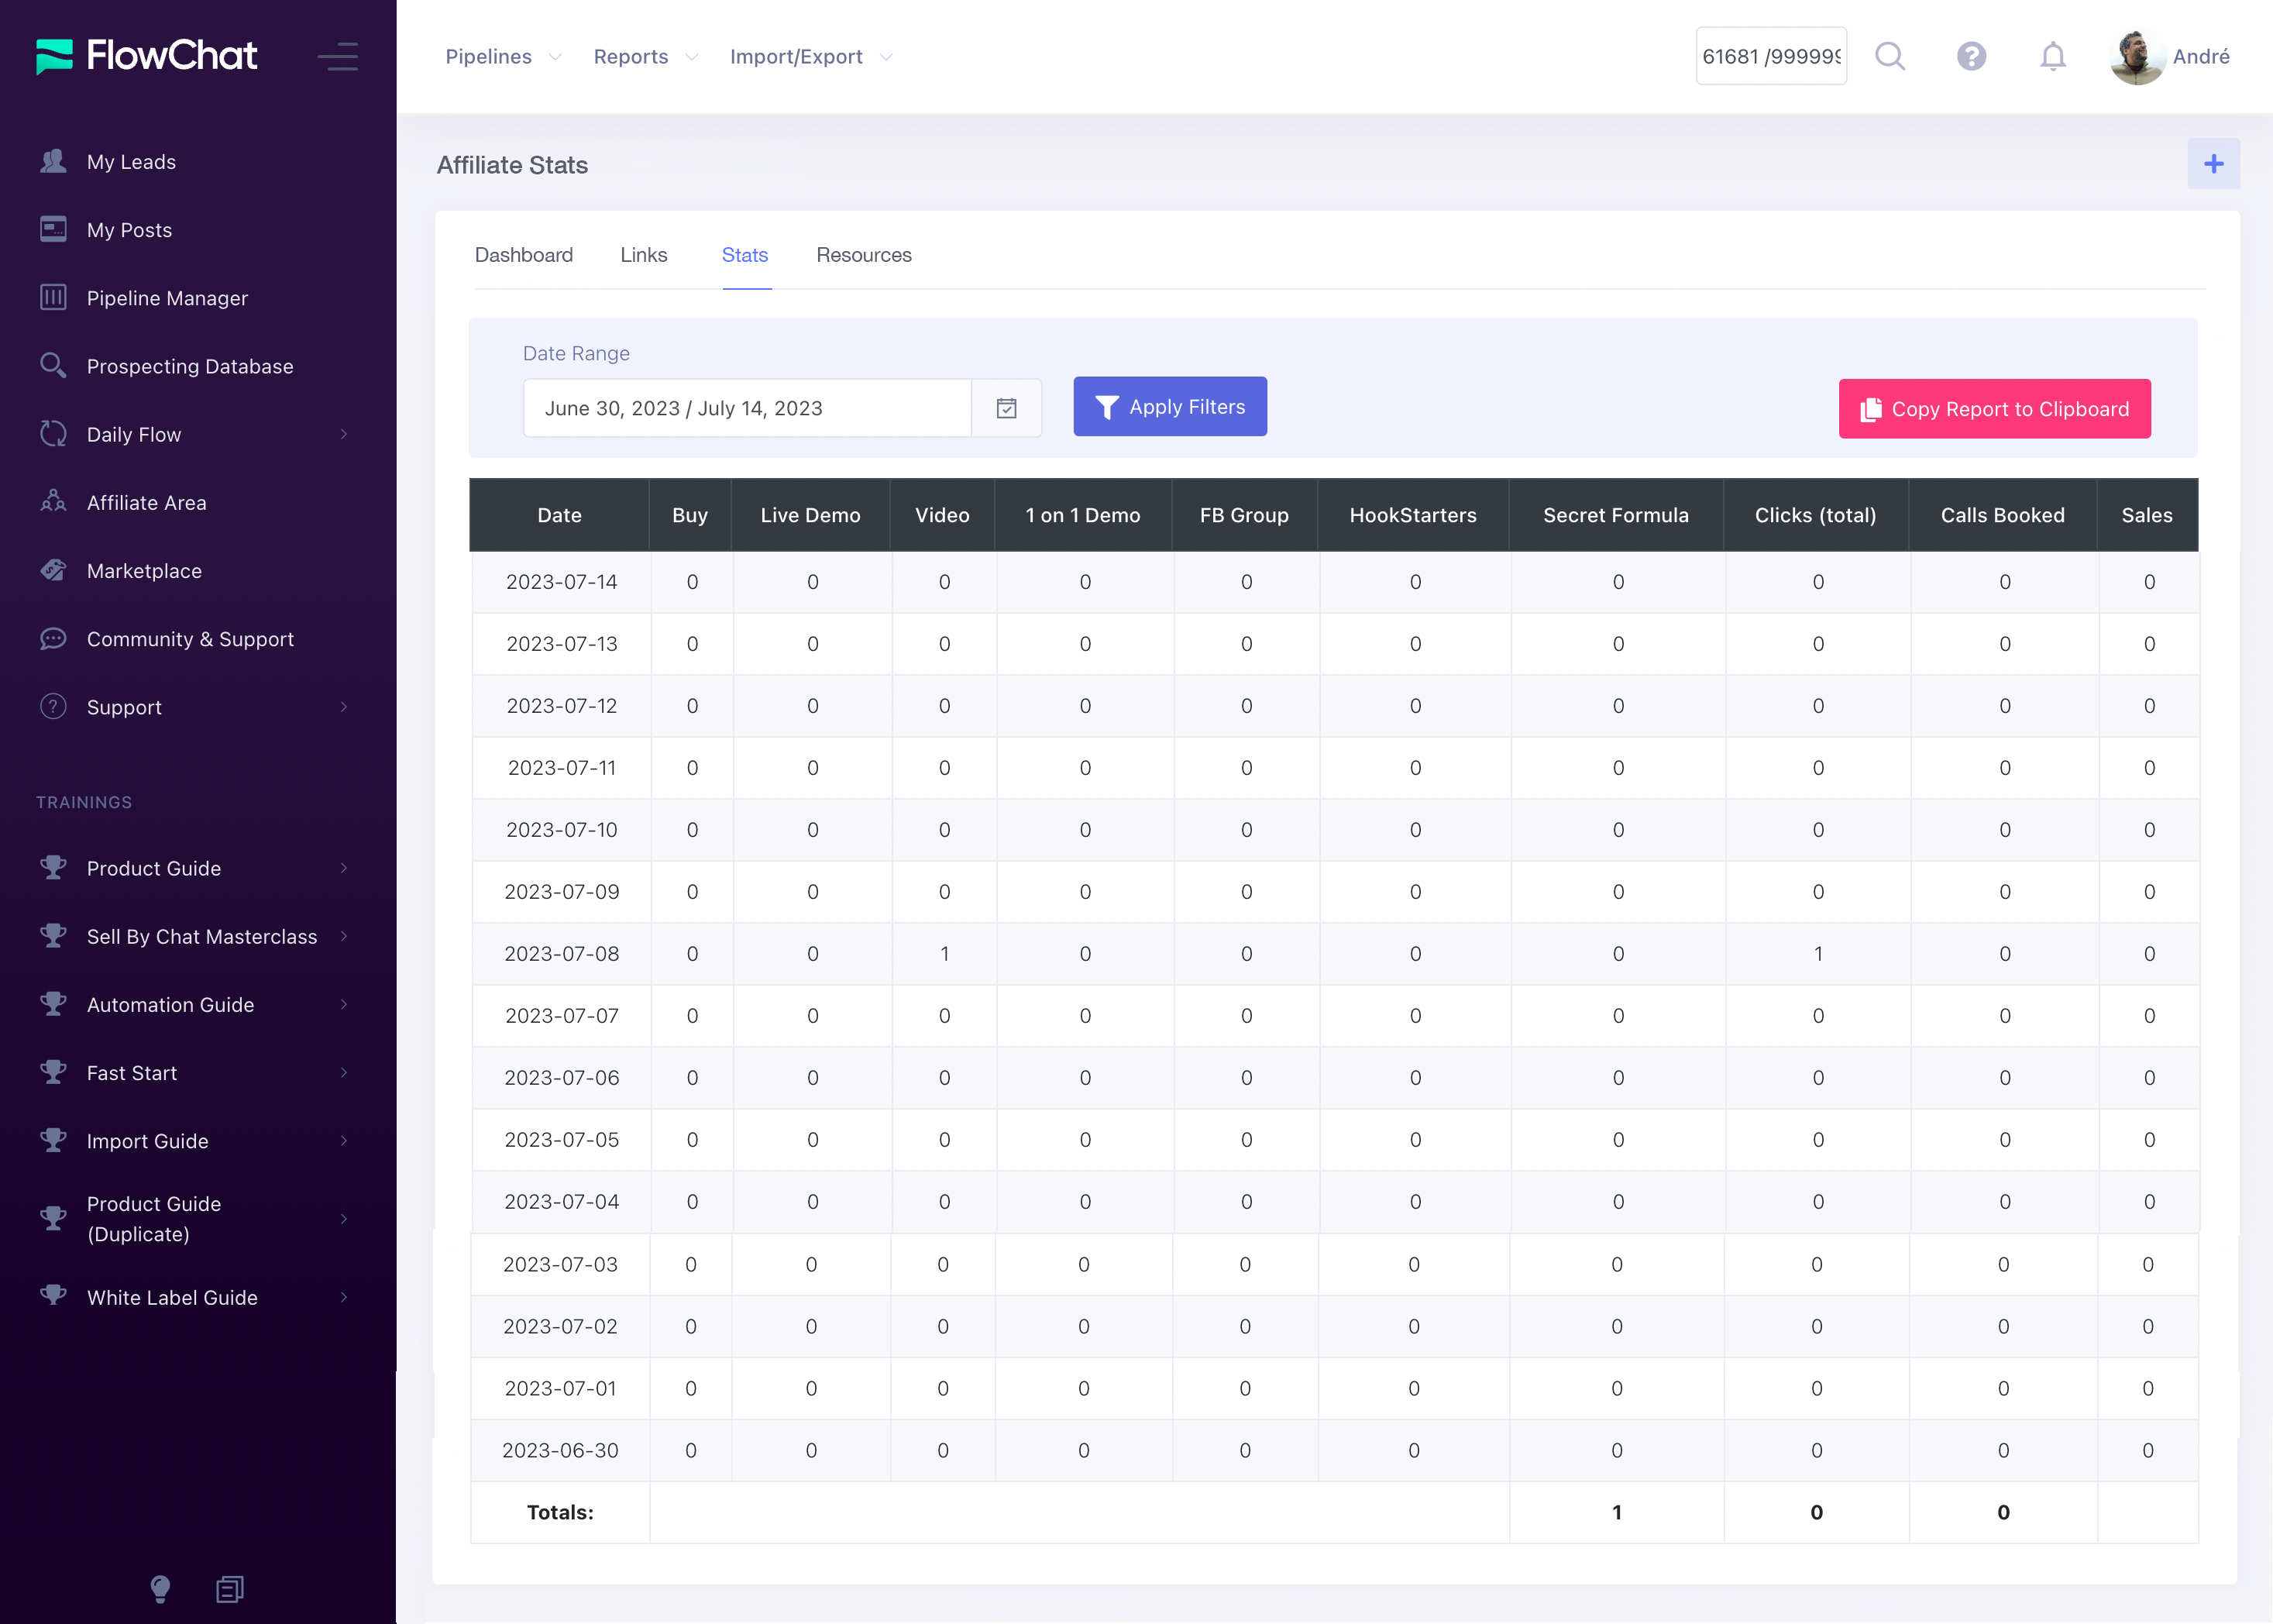 FlowChat
Pipelines Reports Import/Export 61681 /999999 André
My Leads
My Posts
Pipeline Manager
Prospecting Database
Daily Flow
Affiliate Area
Marketplace
Community & Support
Support
TRAININGS
Product Guide
Sell By Chat Masterclass
Automation Guide
Fast Start
Import Guide
Product Guide
(Duplicate)
White Label Guide
Affiliate Stats
Dashboard Links Stats Resources
Date Range
June 30, 2023 / July 14, 2023 Apply Filters Copy Report to Clipboard
Date Buy Live Demo Video 1 on 1 Demo FB Group HookStarters Secret Formula Clicks (total) Calls Booked Sales
2023-07-14 0 0 0 0 0 0 0 0 0 0
2023-07-13 0 0 0 0 0 0 0 0 0 0
2023-07-12 0 0 0 0 0 0 0 0 0 0
2023-07-11 0 0 0 0 0 0 0 0 0 0
2023-07-10 0 0 0 0 0 0 0 0 0 0
2023-07-09 0 0 0 0 0 0 0 0 0 0
2023-07-08 0 0 1 0 0 0 0 1 0 0
2023-07-07 0 0 0 0 0 0 0 0 0 0
2023-07-06 0 0 0 0 0 0 0 0 0 0
2023-07-05 0 0 0 0 0 0 0 0 0 0
2023-07-04 0 0 0 0 0 0 0 0 0 0
2023-07-03 0 0 0 0 0 0 0 0 0 0
2023-07-02 0 0 0 0 0 0 0 0 0 0
2023-07-01 0 0 0 0 0 0 0 0 0 0
2023-06-30 0 0 0 0 0 0 0 0 0 0
Totals: 1 0 0